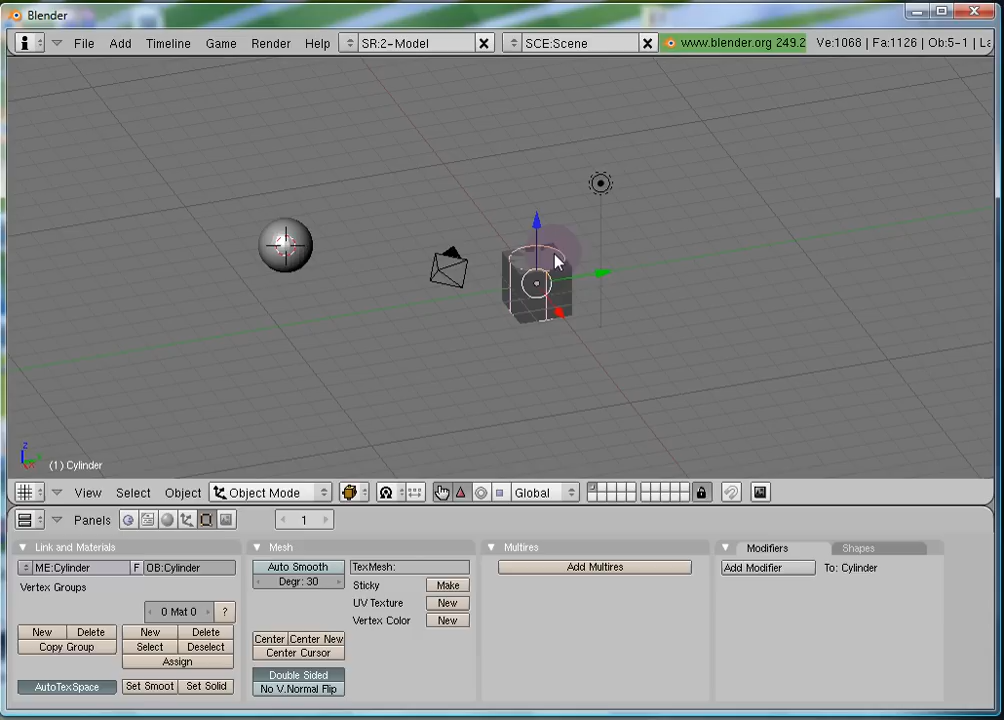 Blender
File Add Timeline Game Render Help SR:2-Model SCE:Scene www.blender.org 249.2 Ve:1068 | Fa:1126 | Ob:5-1 | La
z
(1) Cylinder
View Select Object Object Mode Global
Panels 1
Link and Materials Mesh Multires Modifiers Shapes
ME:Cylinder F OB:Cylinder Auto Smooth TexMesh: Add Multires Add Modifier To: Cylinder
Degr: 30
Vertex Groups Sticky Make
UV Texture New
0 Mat 0 ? Vertex Color New
New Delete New Delete Center Center New
Copy Group Select Deselect Center Cursor
Assign
Double Sided
AutoTexSpace Set Smoot Set Solid No V.Normal Flip